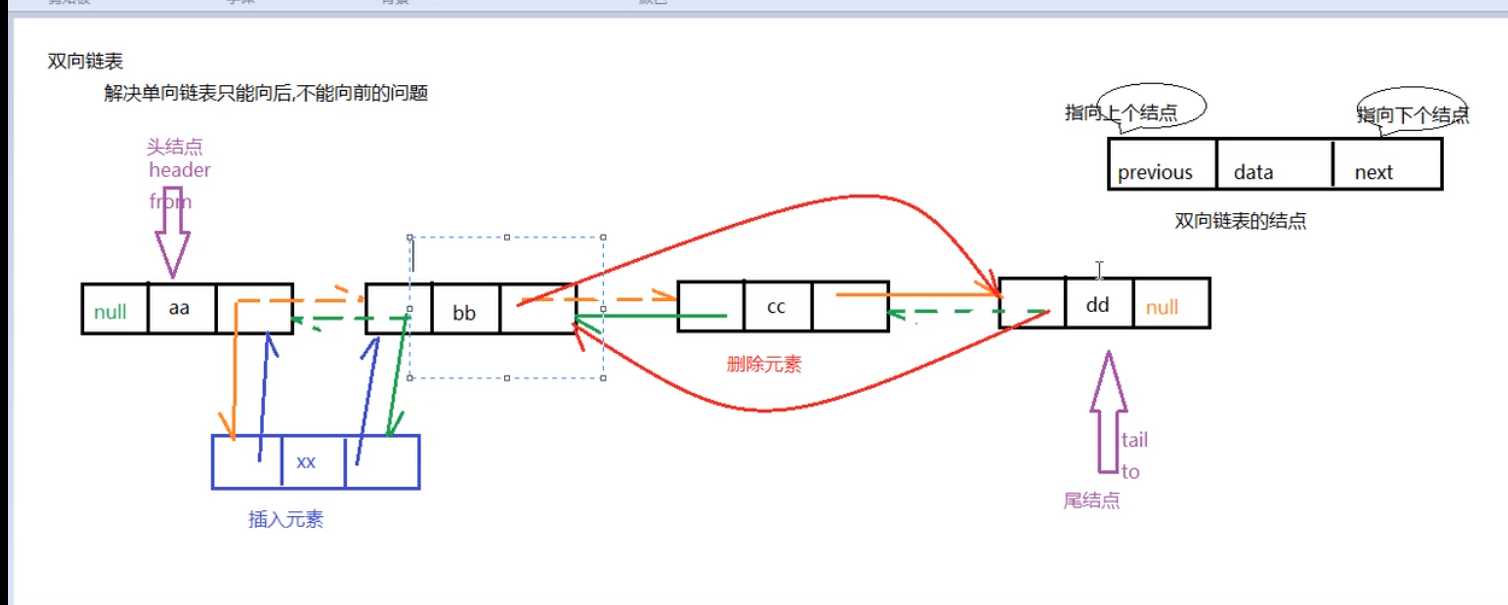 双向链表
解决单向链表只能向后,不能向前的问题
指向上个结点
指向下个结点
previous data next
双向链表的结点
头结点
header
from
null aa
bb
cc
dd null
删除元素
xx
插入元素
tail
to
尾结点